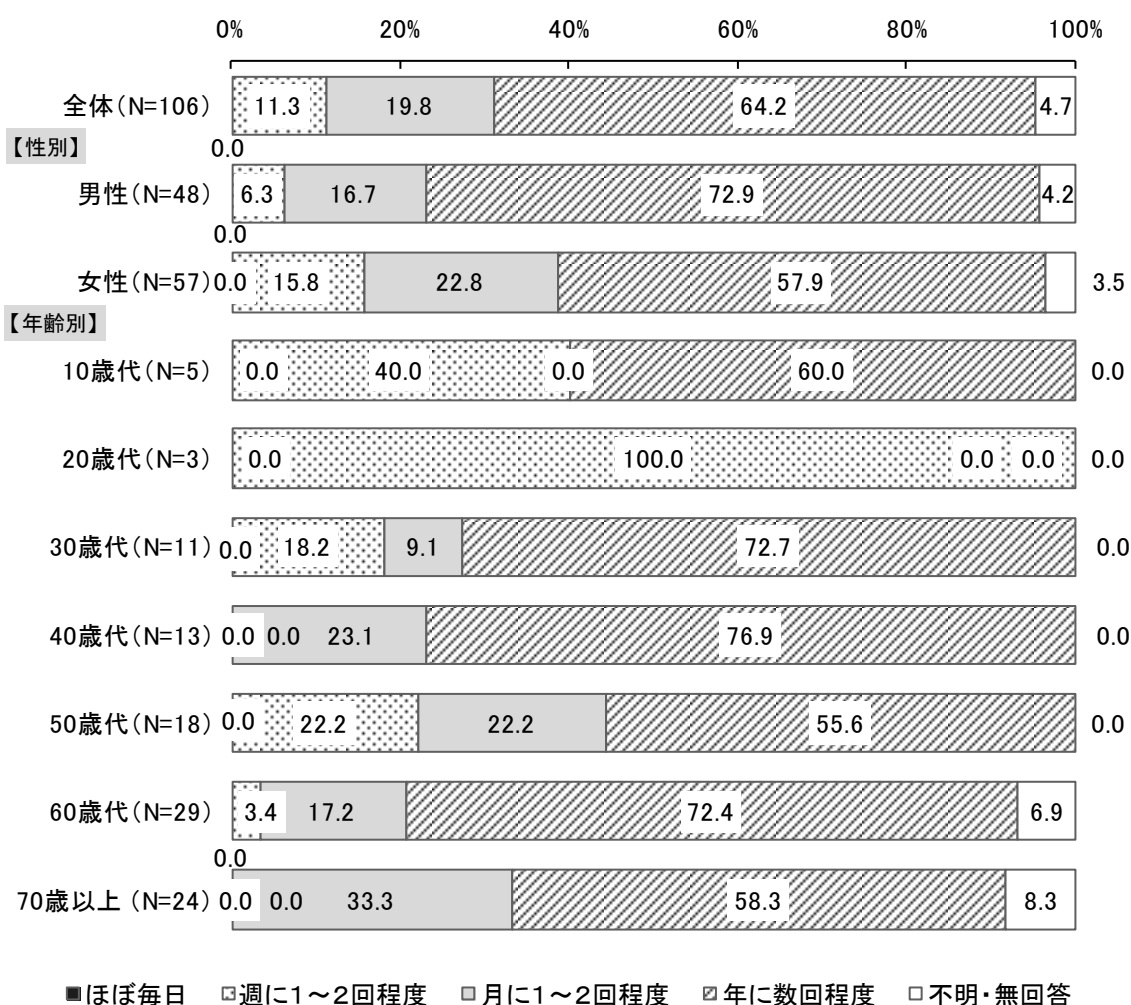 0% 20% 40% 60% 80% 100%
全体(N=106) 11.3 19.8 64.2 4.7
【性別】 0.0
男性(N=48) 6.3 16.7 72.9 4.2
0.0
女性(N=57) 0.0 15.8 22.8 57.9 3.5
【年齢別】
10歳代(N=5) 0.0 40.0 0.0 60.0 0.0
20歳代(N=3) 0.0 100.0 0.0 0.0 0.0
30歳代(N=11) 0.0 18.2 9.1 72.7 0.0
40歳代(N=13) 0.0 0.0 23.1 76.9 0.0
50歳代(N=18) 0.0 22.2 22.2 55.6 0.0
60歳代(N=29) 3.4 17.2 72.4 6.9
0.0
70歳以上 (N=24) 0.0 0.0 33.3 58.3 8.3
ほぼ毎日 週に1～2回程度 月に1～2回程度 年に数回程度 不明・無回答